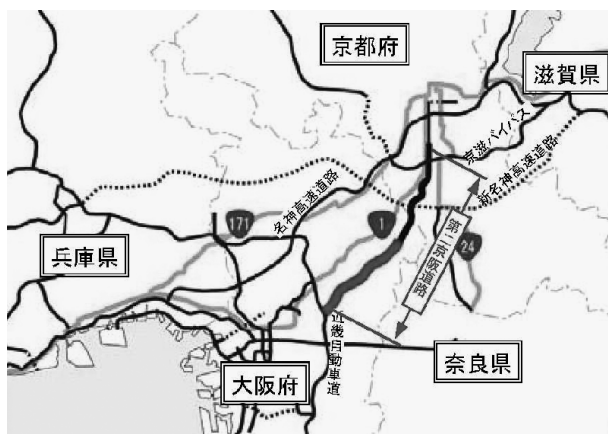 京都府
滋賀県
京滋バイパス
新名神高速道路
名神高速道路
171
1
24
第二京阪道路
兵庫県
近畿自動車道
奈良県
大阪府